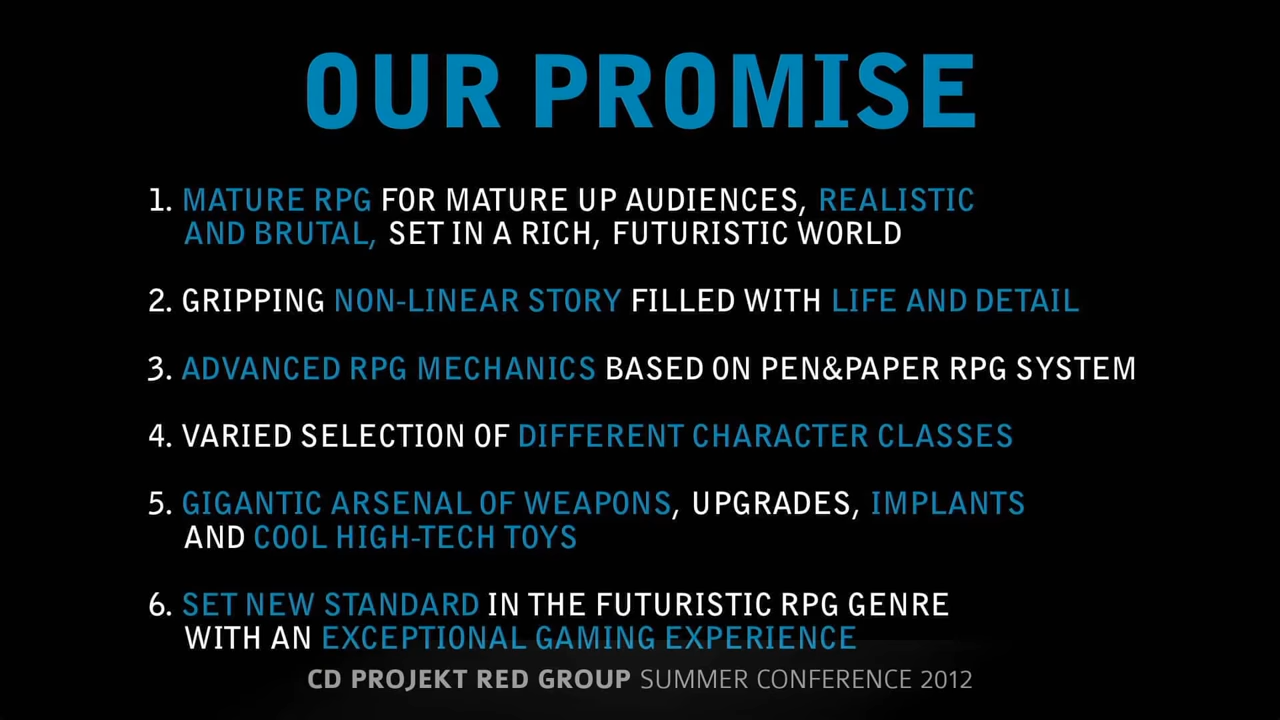 OUR PROMISE
1. MATURE RPG FOR MATURE UP AUDIENCES, REALISTIC
AND BRUTAL, SET IN A RICH, FUTURISTIC WORLD
2. GRIPPING NON-LINEAR STORY FILLED WITH LIFE AND DETAIL
3. ADVANCED RPG MECHANICS BASED ON PEN&PAPER RPG SYSTEM
4. VARIED SELECTION OF DIFFERENT CHARACTER CLASSES
5. GIGANTIC ARSENAL OF WEAPONS, UPGRADES, IMPLANTS
AND COOL HIGH-TECH TOYS
6. SET NEW STANDARD IN THE FUTURISTIC RPG GENRE
WITH AN EXCEPTIONAL GAMING EXPERIENCE
CD PROJEKT RED GROUP SUMMER CONFERENCE 2012